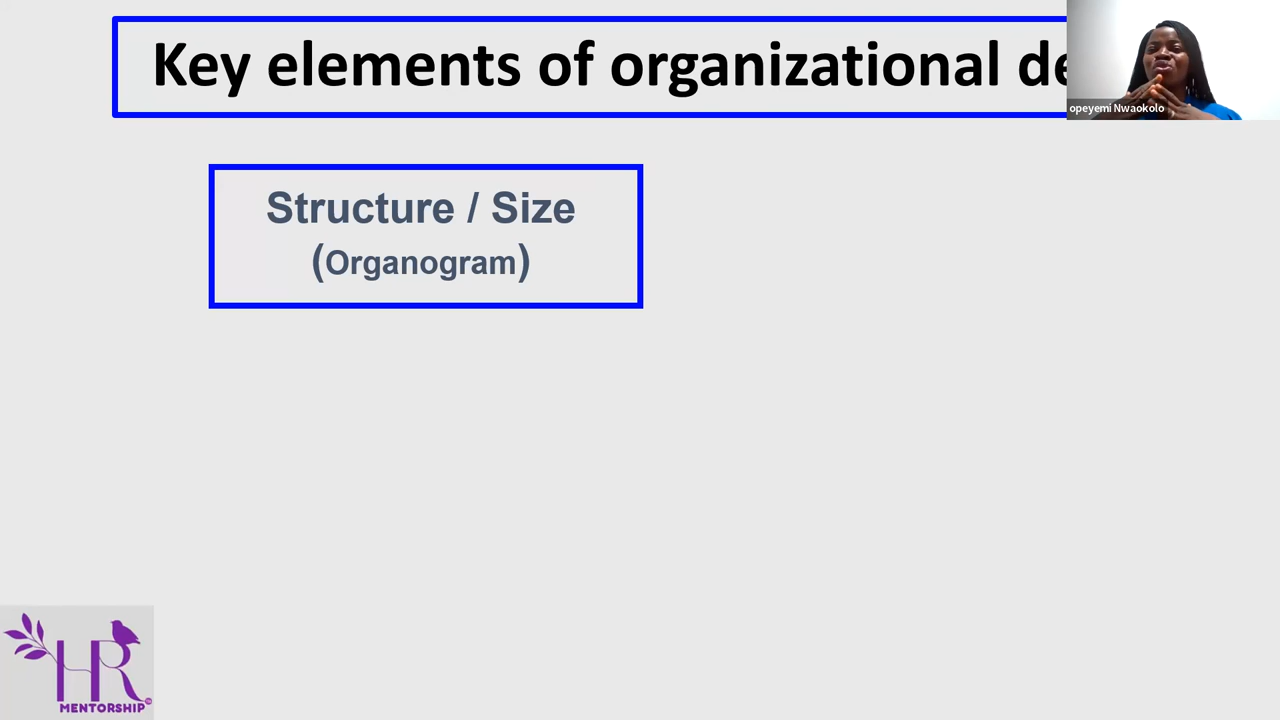 Key elements of organizational de
opeyemi Nwaokolo
Structure / Size
(Organogram)
HR
MENTORSHIP